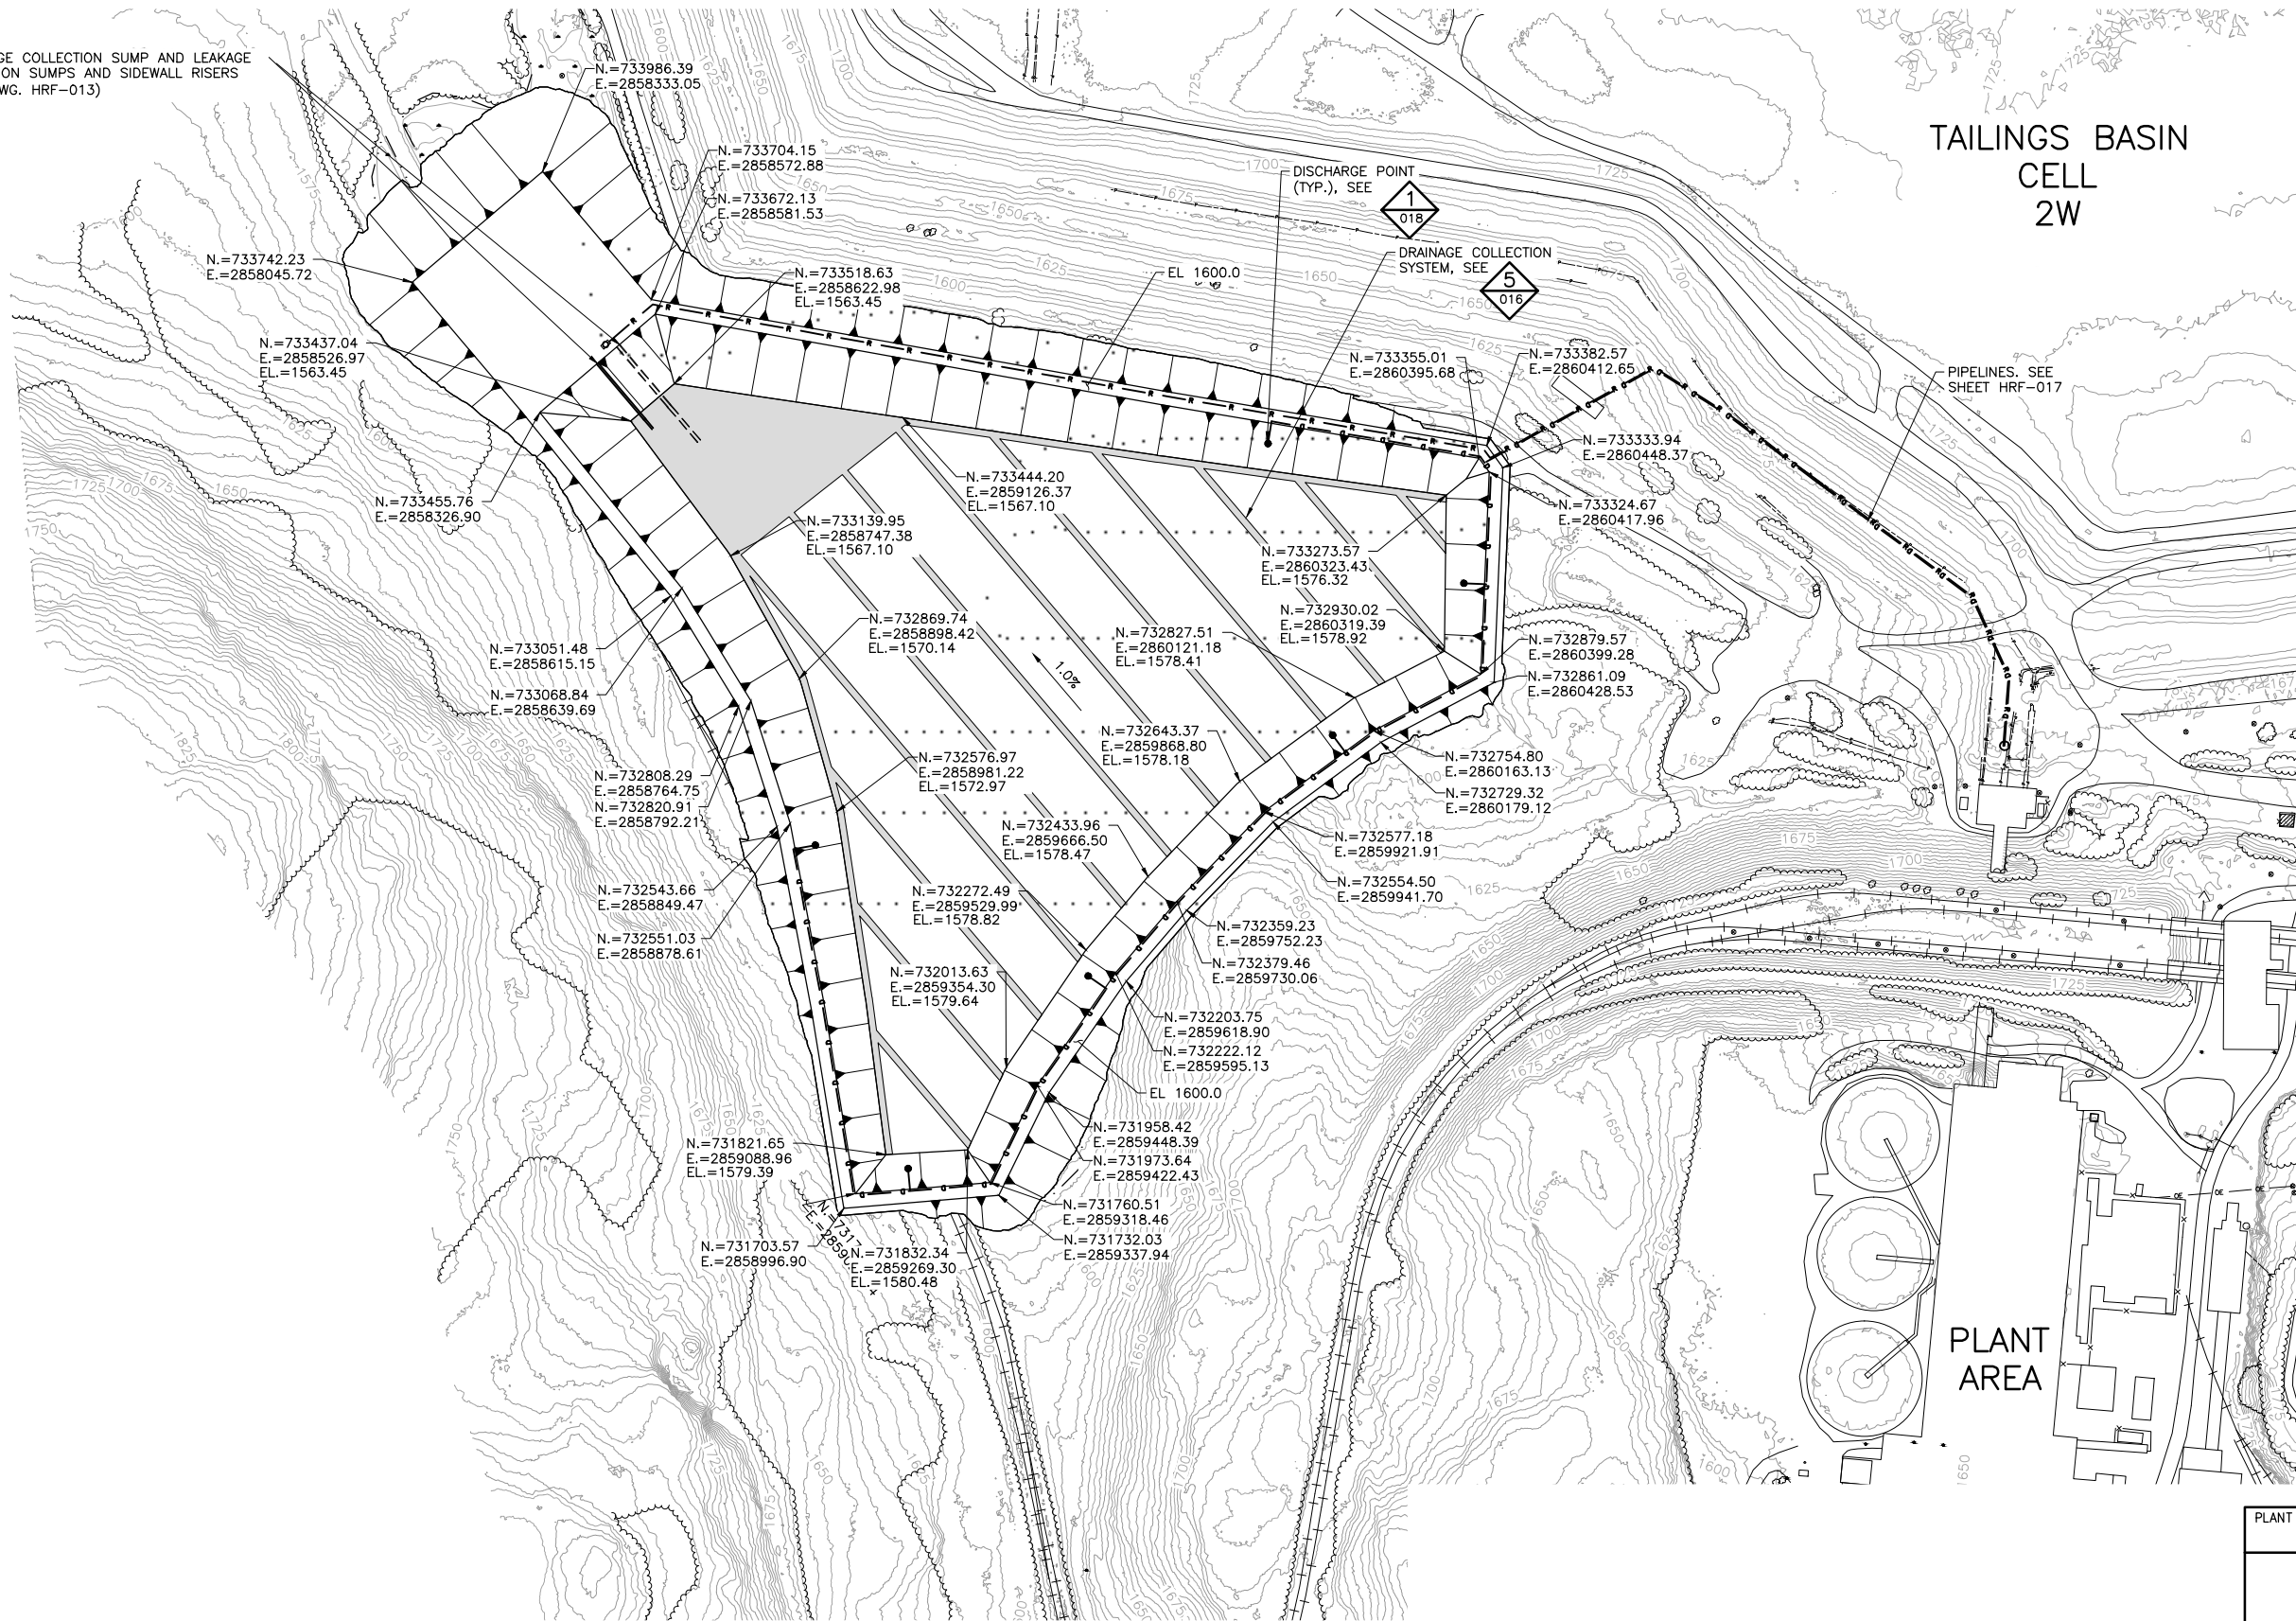 GE COLLECTION SUMP AND LEAKAGE
ON SUMPS AND SIDEWALL RISERS
WG. HRF-013)
N.=733986.39
E.=2858333.05
N.=733704.15
E.=2858572.88
N.=733672.13
E.=2858581.53
DISCHARGE POINT
(TYP.), SEE
1
018
TAILINGS BASIN
CELL
2W
N.=733742.23
E.=2858045.72
N.=733518.63
E.=2858622.98
EL.=1563.45
EL 1600.0
DRAINAGE COLLECTION
SYSTEM, SEE
5
016
N.=733437.04
E.=2858526.97
EL.=1563.45
N.=733355.01
E.=2860395.68
N.=733382.57
E.=2860412.65
PIPELINES. SEE
SHEET HRF-017
N.=733333.94
E.=2860448.37
N.=733455.76
E.=2858326.90
N.=733444.20
E.=2859126.37
EL.=1567.10
N.=733324.67
E.=2860417.96
N.=733139.95
E.=2858747.38
EL.=1567.10
N.=733273.57
E.=2860323.43
EL.=1576.32
N.=732930.02
E.=2860319.39
EL.=1578.92
N.=732869.74
E.=2858898.42
EL.=1570.14
N.=732827.51
E.=2860121.18
EL.=1578.41
N.=732879.57
E.=2860399.28
N.=733051.48
E.=2858615.15
1.0%
N.=732861.09
E.=2860428.53
N.=733068.84
E.=2858639.69
N.=732643.37
E.=2859868.80
EL.=1578.18
N.=732576.97
E.=2858981.22
EL.=1572.97
N.=732754.80
E.=2860163.13
N.=732808.29
E.=2858764.75
N.=732820.91
E.=2858792.21
N.=732729.32
E.=2860179.12
N.=732433.96
E.=2859666.50
EL.=1578.47
N.=732577.18
E.=2859921.91
N.=732543.66
E.=2858849.47
N.=732272.49
E.=2859529.99
EL.=1578.82
N.=732554.50
E.=2859941.70
N.=732551.03
E.=2858878.61
N.=732359.23
E.=2859752.23
N.=732379.46
E.=2859730.06
N.=732013.63
E.=2859354.30
EL.=1579.64
N.=732203.75
E.=2859618.90
N.=732222.12
E.=2859595.13
EL 1600.0
N.=731821.65
E.=2859088.96
EL.=1579.39
N.=731958.42
E.=2859448.39
N.=731973.64
E.=2859422.43
N.=731760.51
E.=2859318.46
N.=731732.03
E.=2859337.94
N.=731703.57
E.=2858996.90
N.=731832.34
E.=2859269.30
EL.=1580.48
PLANT
AREA
PLANT